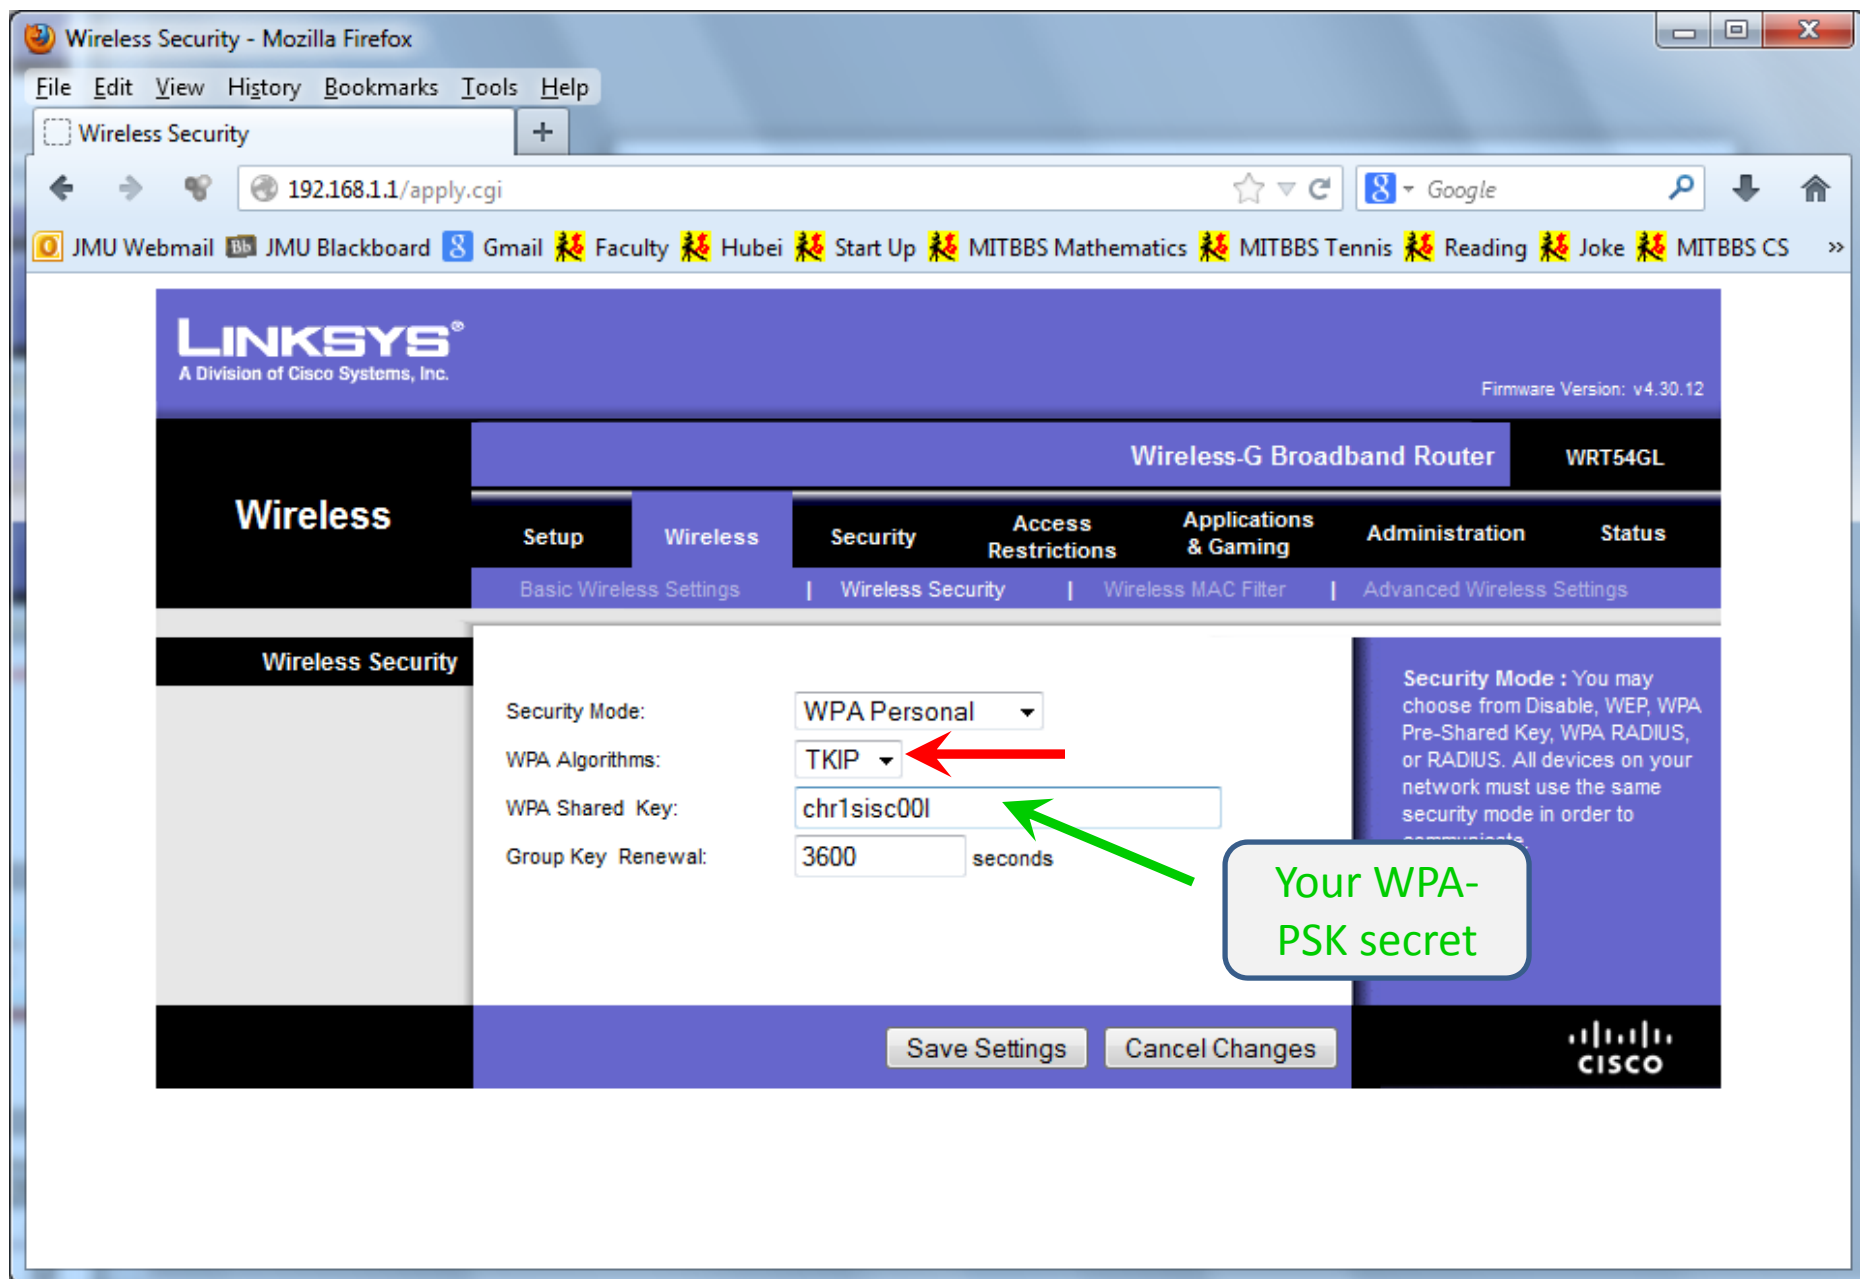 Wireless Security - Mozilla Firefox
File Edit View History Bookmarks Tools Help
Wireless Security +
192.168.1.1/apply.cgi
8 Google
JMU Webmail Bb JMU Blackboard 8 Gmail Faculty Hubei Start Up MITBBS Mathematics MITBBS Tennis Reading Joke MITBBS CS »
LINKSYS®
A Division of Cisco Systems, Inc.
Firmware Version: v4.30.12
Wireless-G Broadband Router WRT54GL
Wireless
Setup Wireless Security Access Restrictions Applications & Gaming Administration Status
Basic Wireless Settings | Wireless Security | Wireless MAC Filter | Advanced Wireless Settings
Wireless Security
Security Mode: WPA Personal
WPA Algorithms: TKIP
WPA Shared Key: chr1sisc00l
Group Key Renewal: 3600 seconds
Security Mode : You may
choose from Disable, WEP, WPA
Pre-Shared Key, WPA RADIUS,
or RADIUS. All devices on your
network must use the same
security mode in order to
Your WPA-
PSK secret
Save Settings Cancel Changes
CISCO